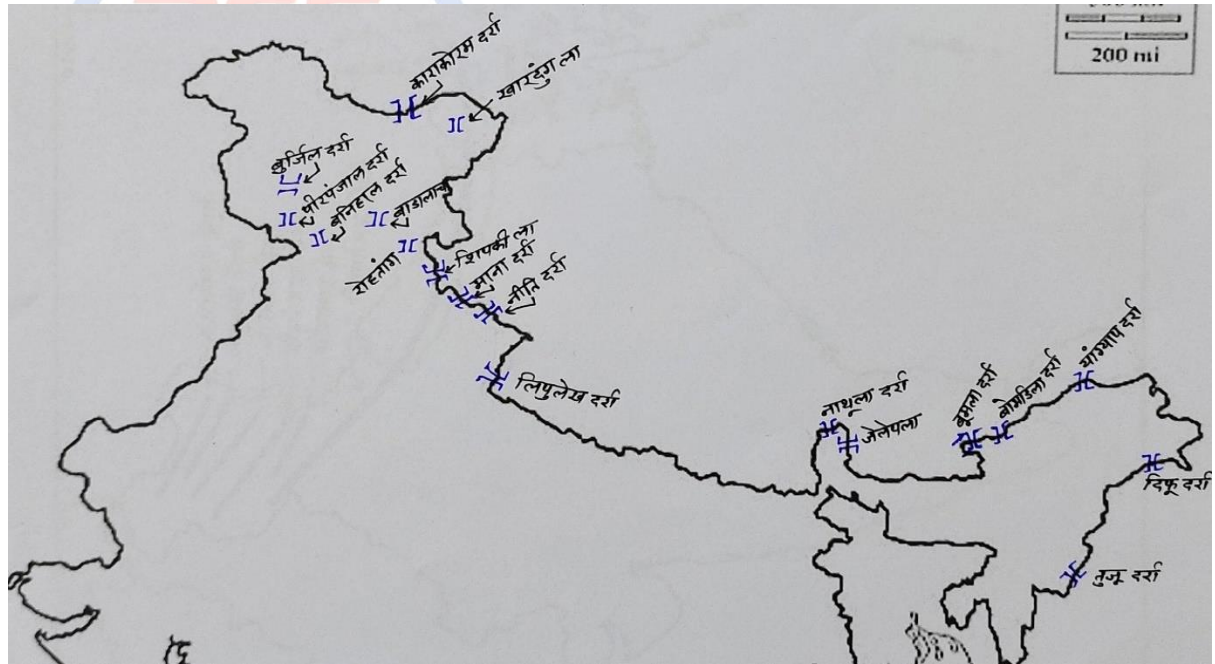 200 mi
काराकोरम दर्रा
खारदुंग ला
बुर्जिल दर्रा
पीरपंजाल दर्रा
बनिहाल दर्रा
बाडालाचा
रोहतांग
शिपकी ला
माना दर्रा
नीति दर्रा
लिपुलेख दर्रा
नाथूला दर्रा
जेलेपला
बूमला दर्रा
बोमडिला दर्रा
यांग्याप दर्रा
दिफू दर्रा
तुजू दर्रा